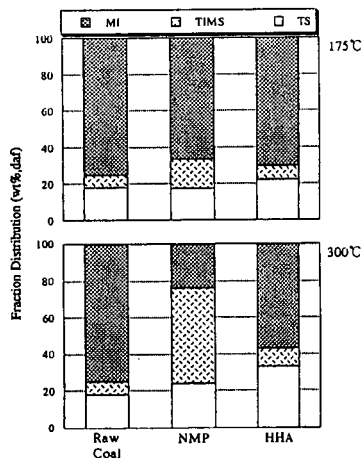 MI TIMS TS
Fraction Distribution (wt%,daf)
100
80
60
40
20
0
175℃
100
80
60
40
20
0
300℃
Raw Coal
NMP
HHA